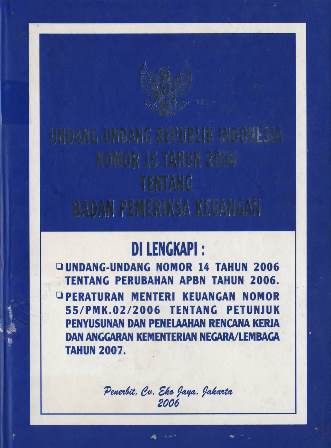 UNDANG-UNDANG REPUBLIK INDONESIA
NOMOR 15 TAHUN 2006
TENTANG
BADAN PEMERIKSA KEUANGAN
DI LENGKAPI :
❑ UNDANG-UNDANG NOMOR 14 TAHUN 2006
TENTANG PERUBAHAN APBN TAHUN 2006.
❑ PERATURAN MENTERI KEUANGAN NOMOR
55/PMK.02/2006 TENTANG PETUNJUK
PENYUSUNAN DAN PENELAAHAN RENCANA KERJA
DAN ANGGARAN KEMENTERIAN NEGARA/LEMBAGA
TAHUN 2007.
Penerbit, Cv. Eko Jaya, Jakarta
2006